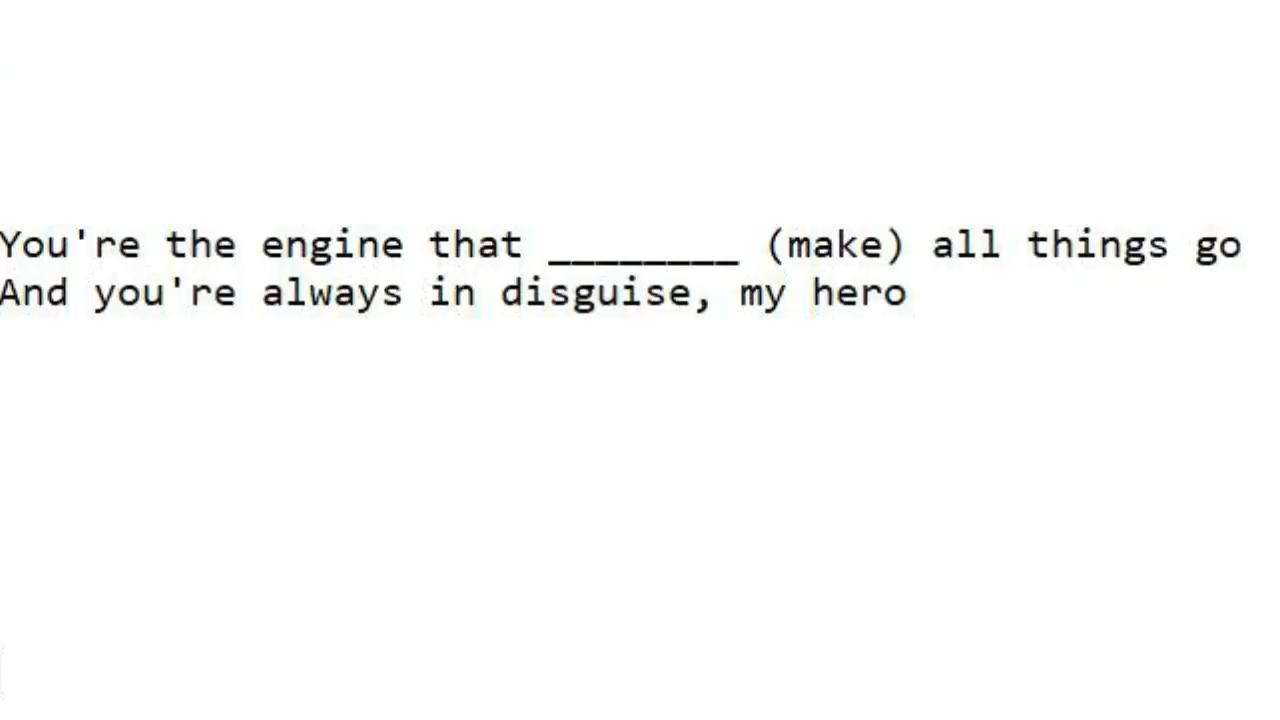 You're the engine that ________ (make) all things go
And you're always in disguise, my hero